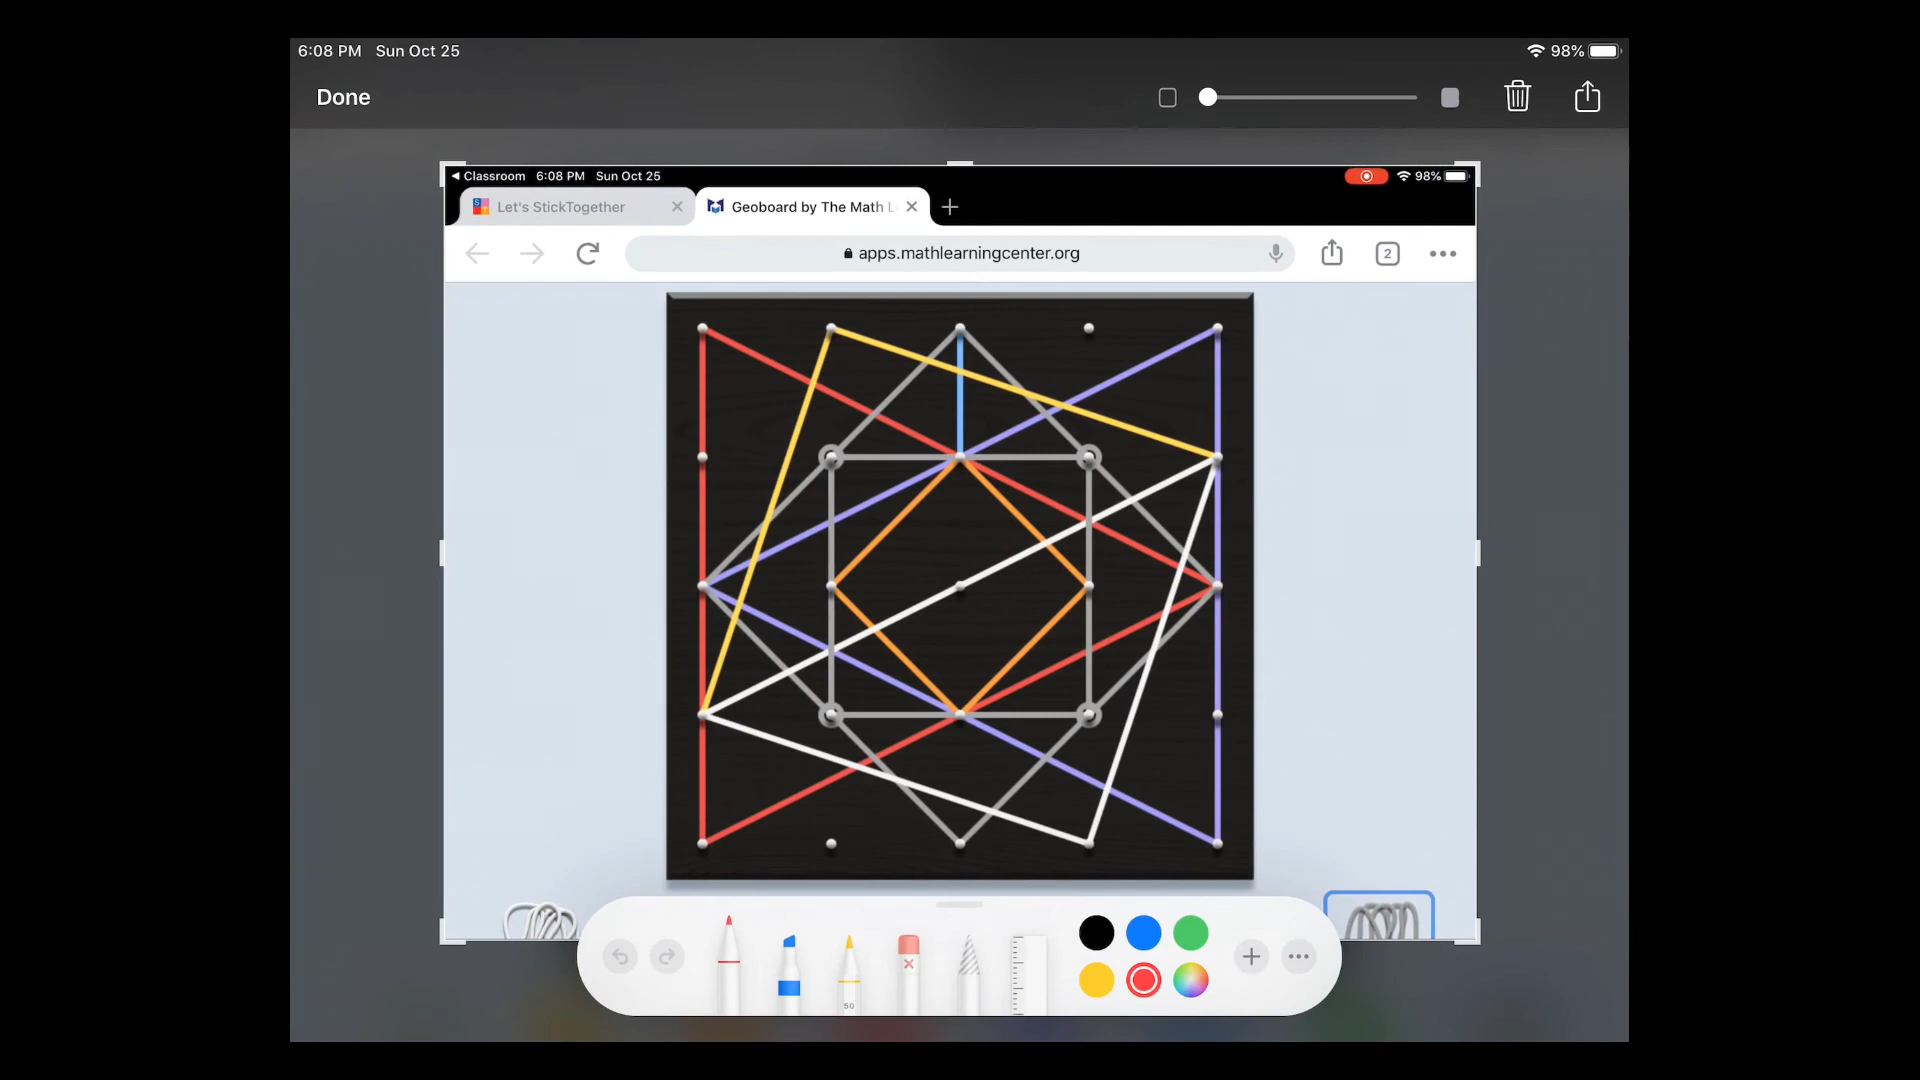 6:08 PM Sun Oct 25
98%
Done
Classroom 6:08 PM Sun Oct 25
98%
Let's StickTogether
Geoboard by The Math L
apps.mathlearningcenter.org
2
50